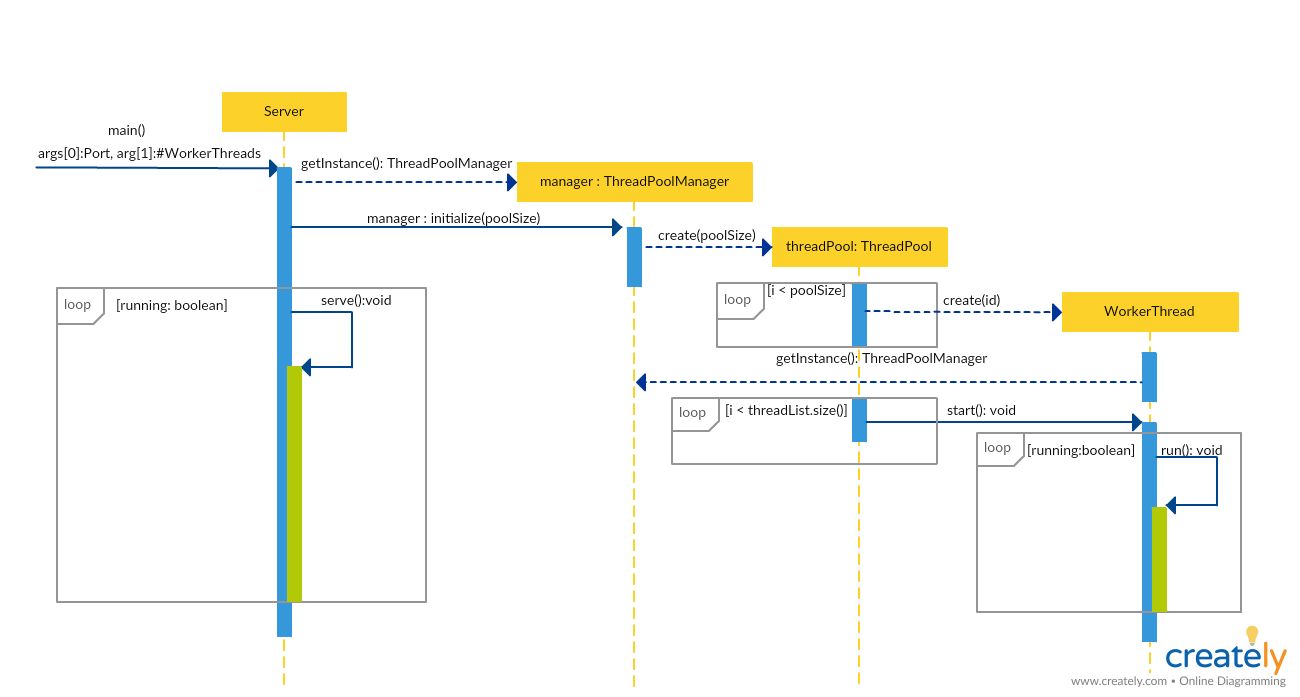 Server
main()
args[0]:Port, arg[1]:#WorkerThreads
getInstance(): ThreadPoolManager
manager : ThreadPoolManager
manager : initialize(poolSize)
create(poolSize)
threadPool: ThreadPool
loop
[running: boolean]
serve():void
loop
[i < poolSize]
create(id)
WorkerThread
getInstance(): ThreadPoolManager
loop
[i < threadList.size()]
start(): void
loop
[running:boolean]
run(): void
creately
www.creately.com • Online Diagramming